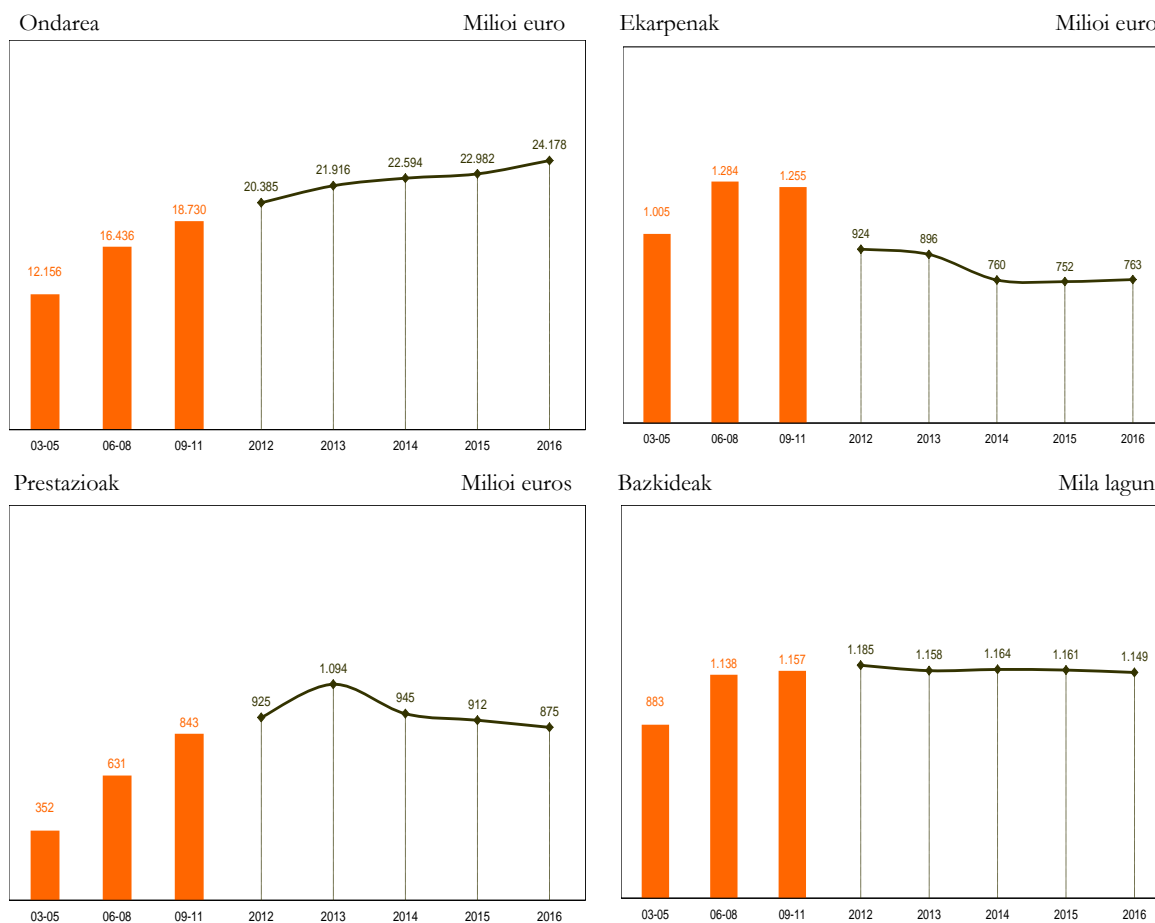 Ondarea Milioi euro
24.178
22.982
22.594
21.916
20.385
18.730
16.436
12.156
03-05 06-08 09-11 2012 2013 2014 2015 2016
Ekarpenak Milioi euro
1.284
1.255
1.005
924
896
760 752 763
03-05 06-08 09-11 2012 2013 2014 2015 2016
Prestazioak Milioi euros
1.094
925 945
912
875
843
631
352
03-05 06-08 09-11 2012 2013 2014 2015 2016
Bazkideak Mila lagun
1.185
1.138 1.157 1.158 1.164 1.161 1.149
883
03-05 06-08 09-11 2012 2013 2014 2015 2016